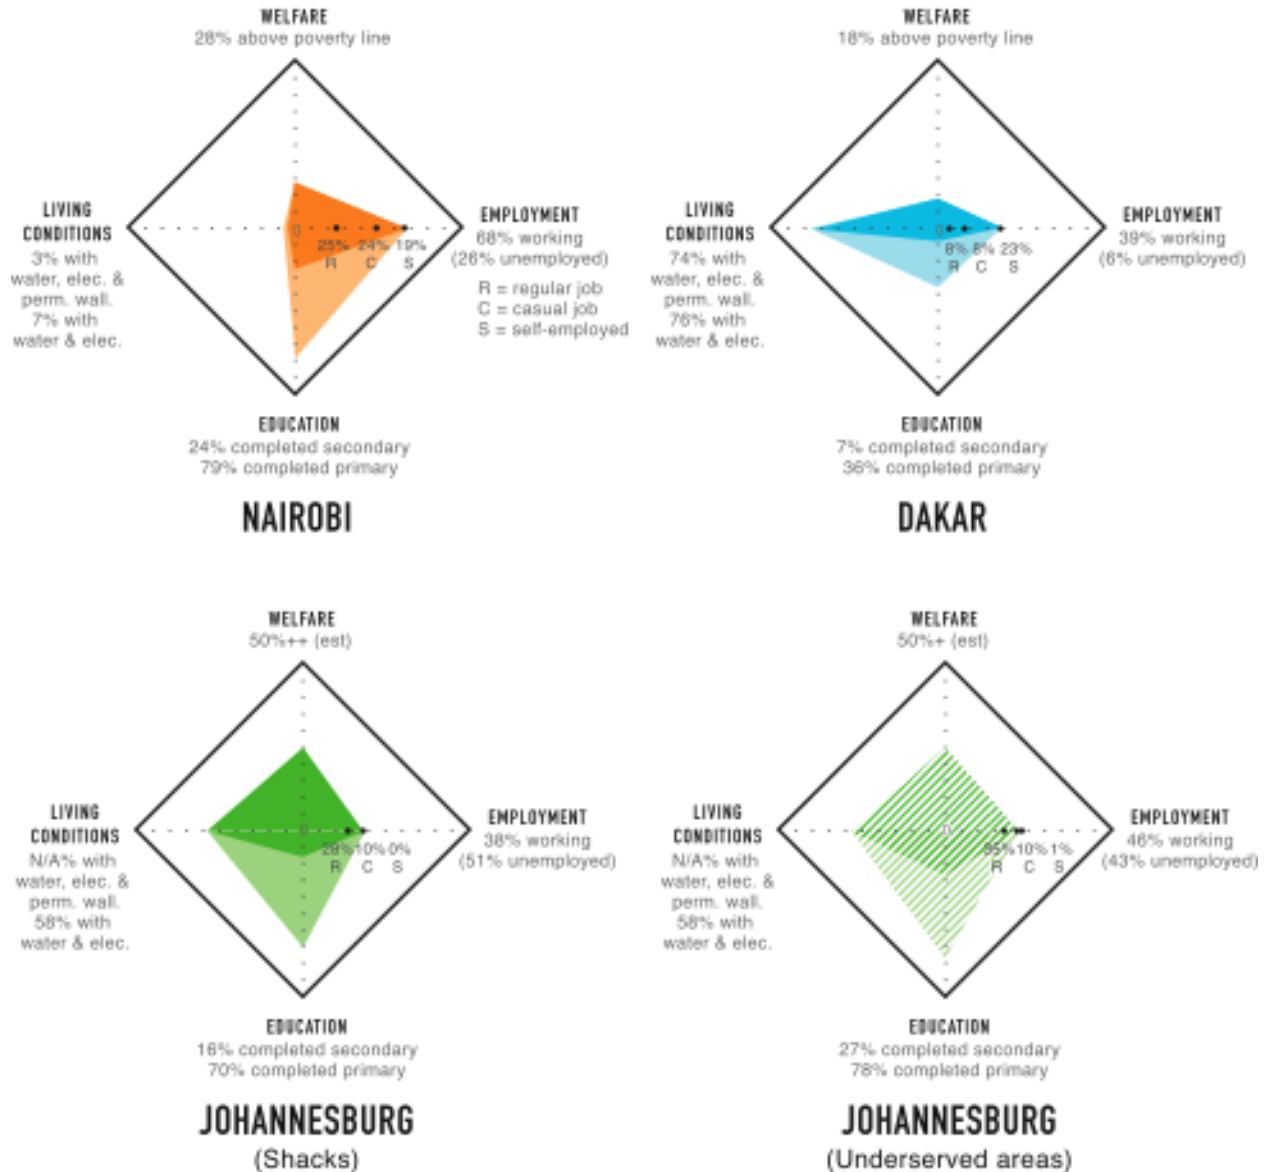 WELFARE
28% above poverty line
LIVING
CONDITIONS
3% with
water, elec. &
perm. wall.
7% with
water & elec.
0
25% 24% 19%
R C S
EMPLOYMENT
68% working
(26% unemployed)
R = regular job
C = casual job
S = self-employed
EDUCATION
24% completed secondary
79% completed primary
NAIROBI
WELFARE
18% above poverty line
LIVING
CONDITIONS
74% with
water, elec. &
perm. wall.
76% with
water & elec.
0
8% 8% 23%
R C S
EMPLOYMENT
39% working
(6% unemployed)
EDUCATION
7% completed secondary
36% completed primary
DAKAR
WELFARE
50%++ (est)
LIVING
CONDITIONS
N/A% with
water, elec. &
perm. wall.
58% with
water & elec.
0
28% 10% 0%
R C S
EMPLOYMENT
38% working
(51% unemployed)
EDUCATION
16% completed secondary
70% completed primary
JOHANNESBURG
(Shacks)
WELFARE
50%+ (est)
LIVING
CONDITIONS
N/A% with
water, elec. &
perm. wall.
58% with
water & elec.
0
35% 10% 1%
R C S
EMPLOYMENT
46% working
(43% unemployed)
EDUCATION
27% completed secondary
78% completed primary
JOHANNESBURG
(Underserved areas)